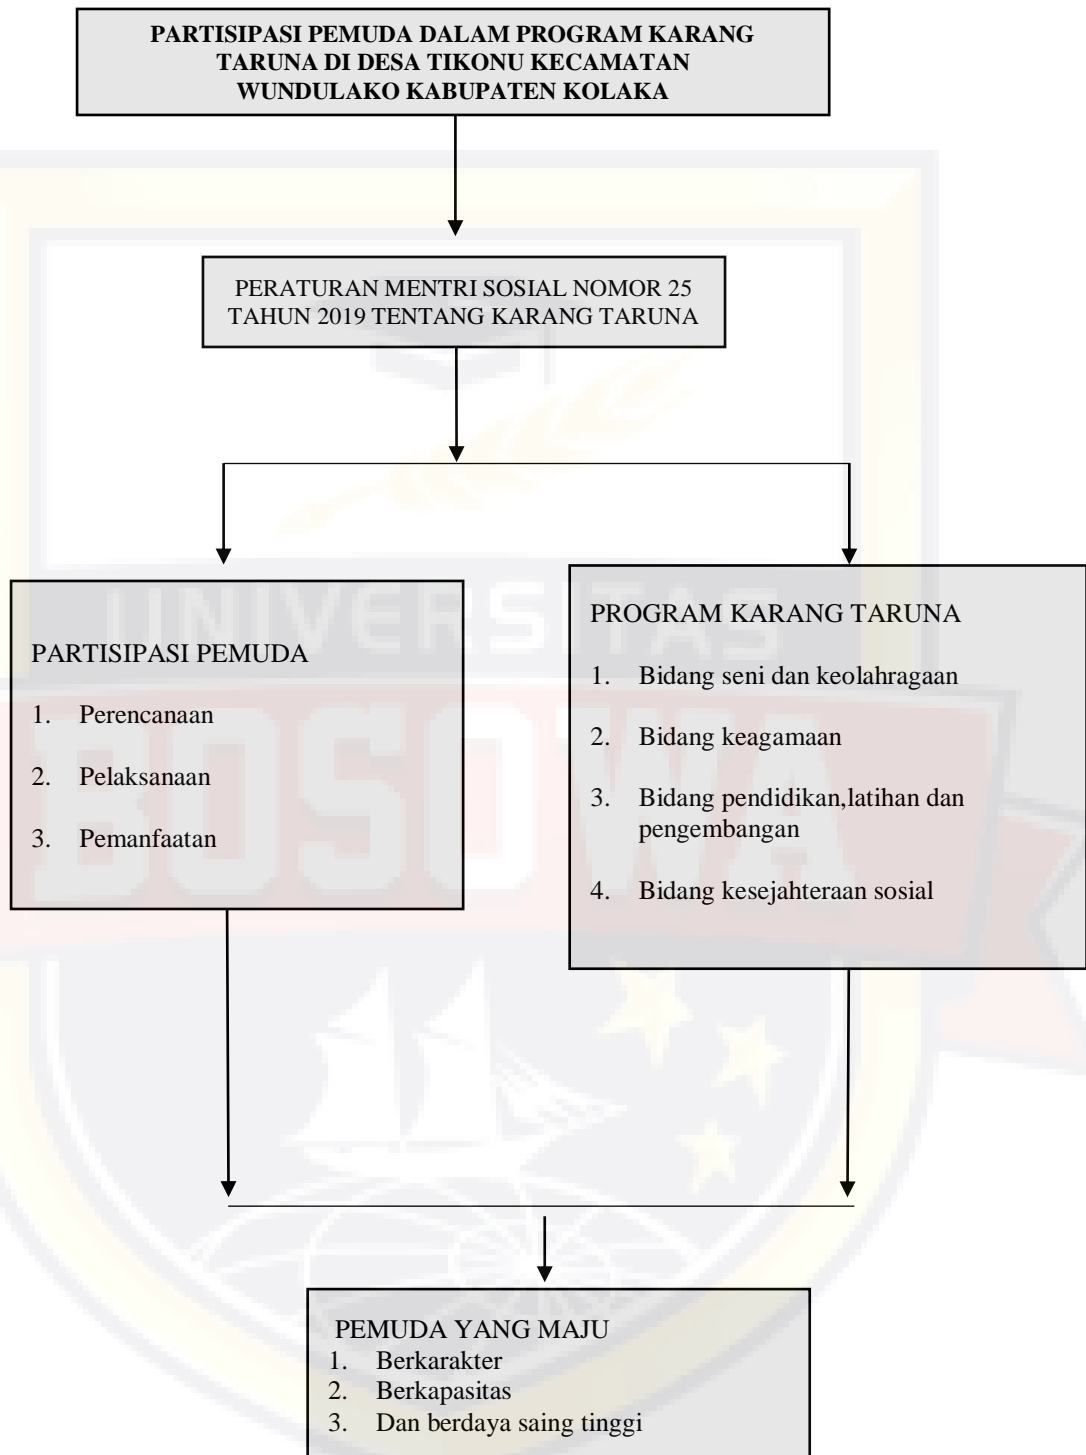 PARTISIPASI PEMUDA DALAM PROGRAM KARANG
TARUNA DI DESA TIKONU KECAMATAN
WUNDULAKO KABUPATEN KOLAKA
PERATURAN MENTRI SOSIAL NOMOR 25
TAHUN 2019 TENTANG KARANG TARUNA
UNIVERSITAS
BOSOWA
PARTISIPASI PEMUDA
1. Perencanaan
2. Pelaksanaan
3. Pemanfaatan
PROGRAM KARANG TARUNA
1. Bidang seni dan keolahragaan
2. Bidang keagamaan
3. Bidang pendidikan,latihan dan
pengembangan
4. Bidang kesejahteraan sosial
PEMUDA YANG MAJU
1. Berkarakter
2. Berkapasitas
3. Dan berdaya saing tinggi